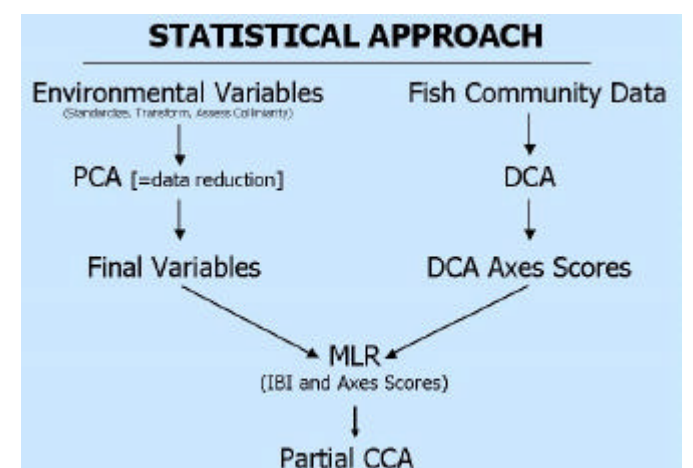 STATISTICAL APPROACH
Environmental Variables
(Standardize, Transform, Assess Collinearity)
Fish Community Data
PCA [=data reduction]
DCA
Final Variables
DCA Axes Scores
MLR
(IBI and Axes Scores)
Partial CCA